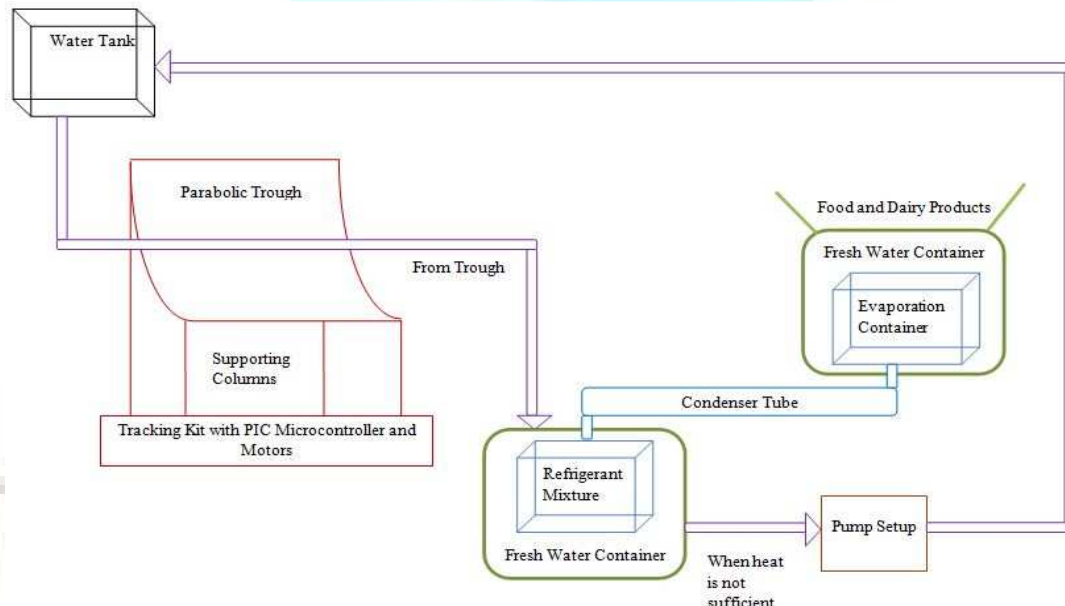 Water Tank
Parabolic Trough
From Trough
Supporting
Columns
Tracking Kit with PIC Microcontroller and
Motors
Food and Dairy Products
Fresh Water Container
Evaporation
Container
Condenser Tube
Refrigerant
Mixture
Fresh Water Container
Pump Setup
When heat
is not
sufficient